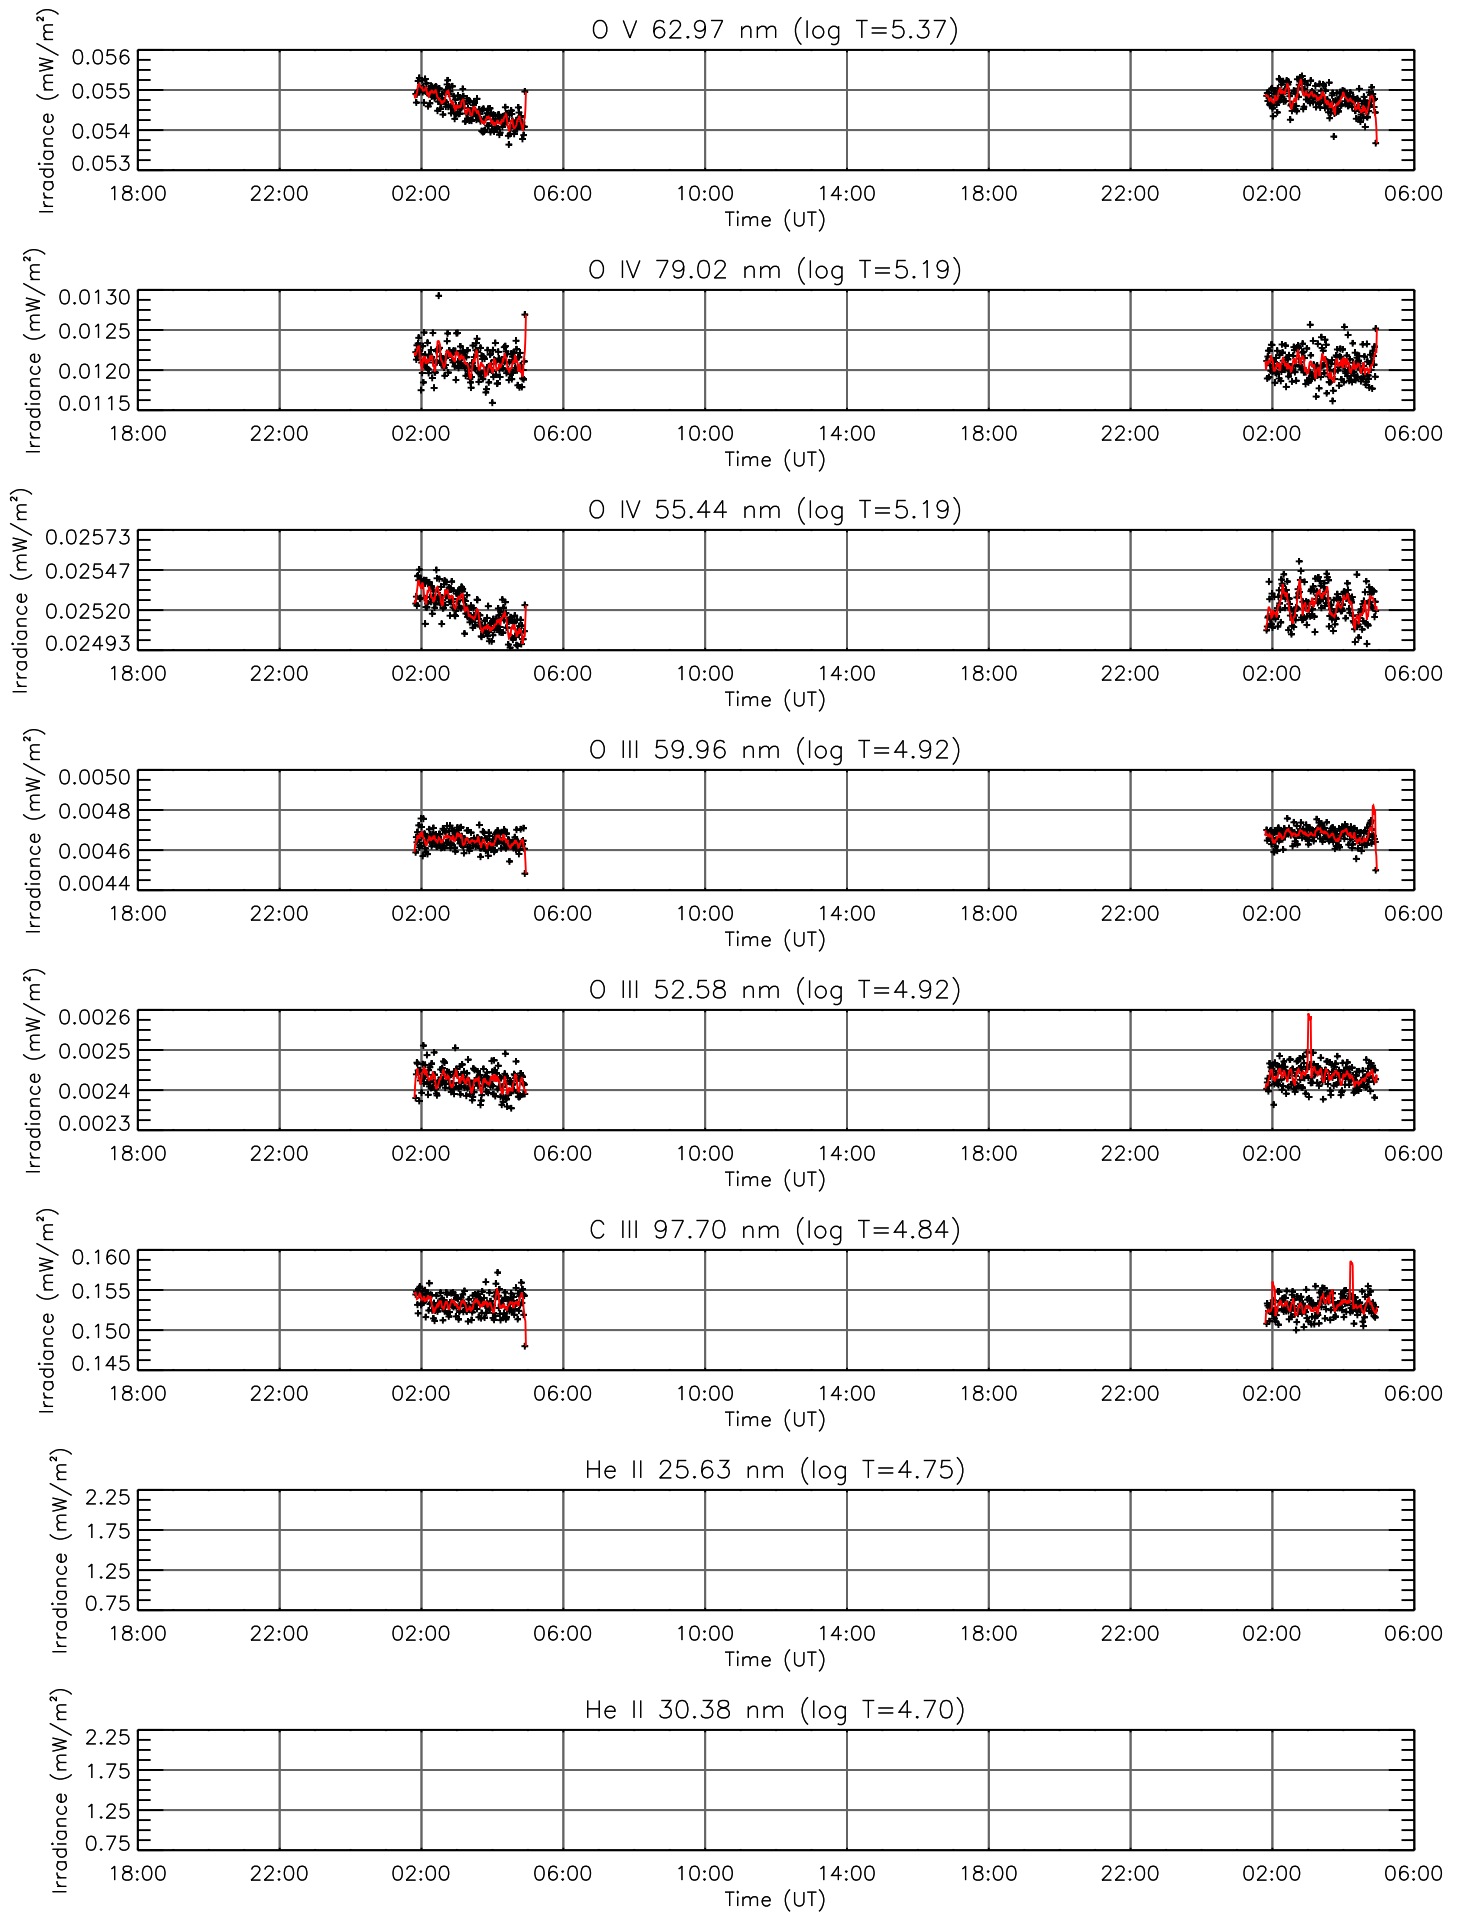 O V 62.97 nm (log T=5.37)
Irradiance (mW/m²)
0.056
0.055
0.054
0.053
18:00 22:00 02:00 06:00 10:00 14:00 18:00 22:00 02:00 06:00
Time (UT)
O IV 79.02 nm (log T=5.19)
Irradiance (mW/m²)
0.0130
0.0125
0.0120
0.0115
18:00 22:00 02:00 06:00 10:00 14:00 18:00 22:00 02:00 06:00
Time (UT)
O IV 55.44 nm (log T=5.19)
Irradiance (mW/m²)
0.02573
0.02547
0.02520
0.02493
18:00 22:00 02:00 06:00 10:00 14:00 18:00 22:00 02:00 06:00
Time (UT)
O III 59.96 nm (log T=4.92)
Irradiance (mW/m²)
0.0050
0.0048
0.0046
0.0044
18:00 22:00 02:00 06:00 10:00 14:00 18:00 22:00 02:00 06:00
Time (UT)
O III 52.58 nm (log T=4.92)
Irradiance (mW/m²)
0.0026
0.0025
0.0024
0.0023
18:00 22:00 02:00 06:00 10:00 14:00 18:00 22:00 02:00 06:00
Time (UT)
C III 97.70 nm (log T=4.84)
Irradiance (mW/m²)
0.160
0.155
0.150
0.145
18:00 22:00 02:00 06:00 10:00 14:00 18:00 22:00 02:00 06:00
Time (UT)
He II 25.63 nm (log T=4.75)
Irradiance (mW/m²)
2.25
1.75
1.25
0.75
18:00 22:00 02:00 06:00 10:00 14:00 18:00 22:00 02:00 06:00
Time (UT)
He II 30.38 nm (log T=4.70)
Irradiance (mW/m²)
2.25
1.75
1.25
0.75
18:00 22:00 02:00 06:00 10:00 14:00 18:00 22:00 02:00 06:00
Time (UT)